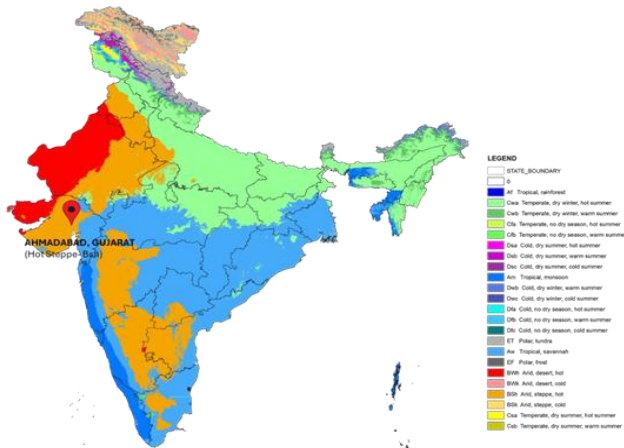 AHMADABAD, GUJARAT
(Hot Steppe- Bsh)
LEGEND
STATE_BOUNDARY
0
Af Tropical, rainforest
Cwa Temperate, dry winter, hot summer
Cwb Temperate, dry winter, warm summer
Cfa Temperate, no dry season, hot summer
Cfb Temperate, no dry season, warm summer
Dsa Cold, dry summer, hot summer
Dsb Cold, dry summer, warm summer
Dsc Cold, dry summer, cold summer
Am Tropical, monsoon
Dwb Cold, dry winter, warm summer
Dwc Cold, dry winter, cold summer
Dfa Cold, no dry season, hot summer
Dfb Cold, no dry season, warm summer
Dfc Cold, no dry season, cold summer
ET Polar, tundra
Aw Tropical, savannah
EF Polar, frost
BWh Arid, desert, hot
BWk Arid, desert, cold
BSh Arid, steppe, hot
BSk Arid, steppe, cold
Csa Temperate, dry summer, hot summer
Csb Temperate, dry summer, warm summer